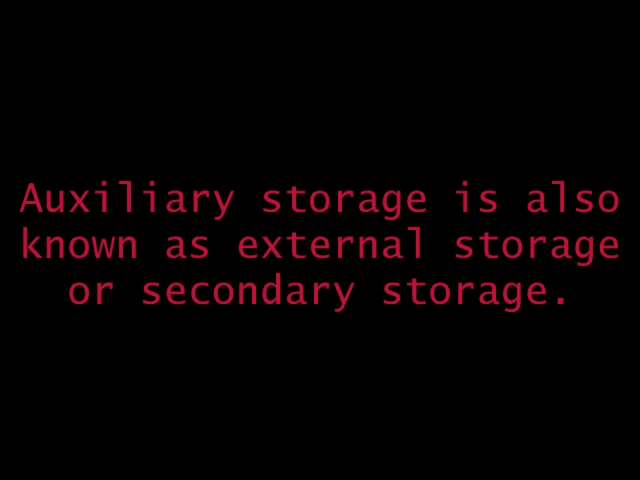 Auxiliary storage is also
known as external storage
or secondary storage.